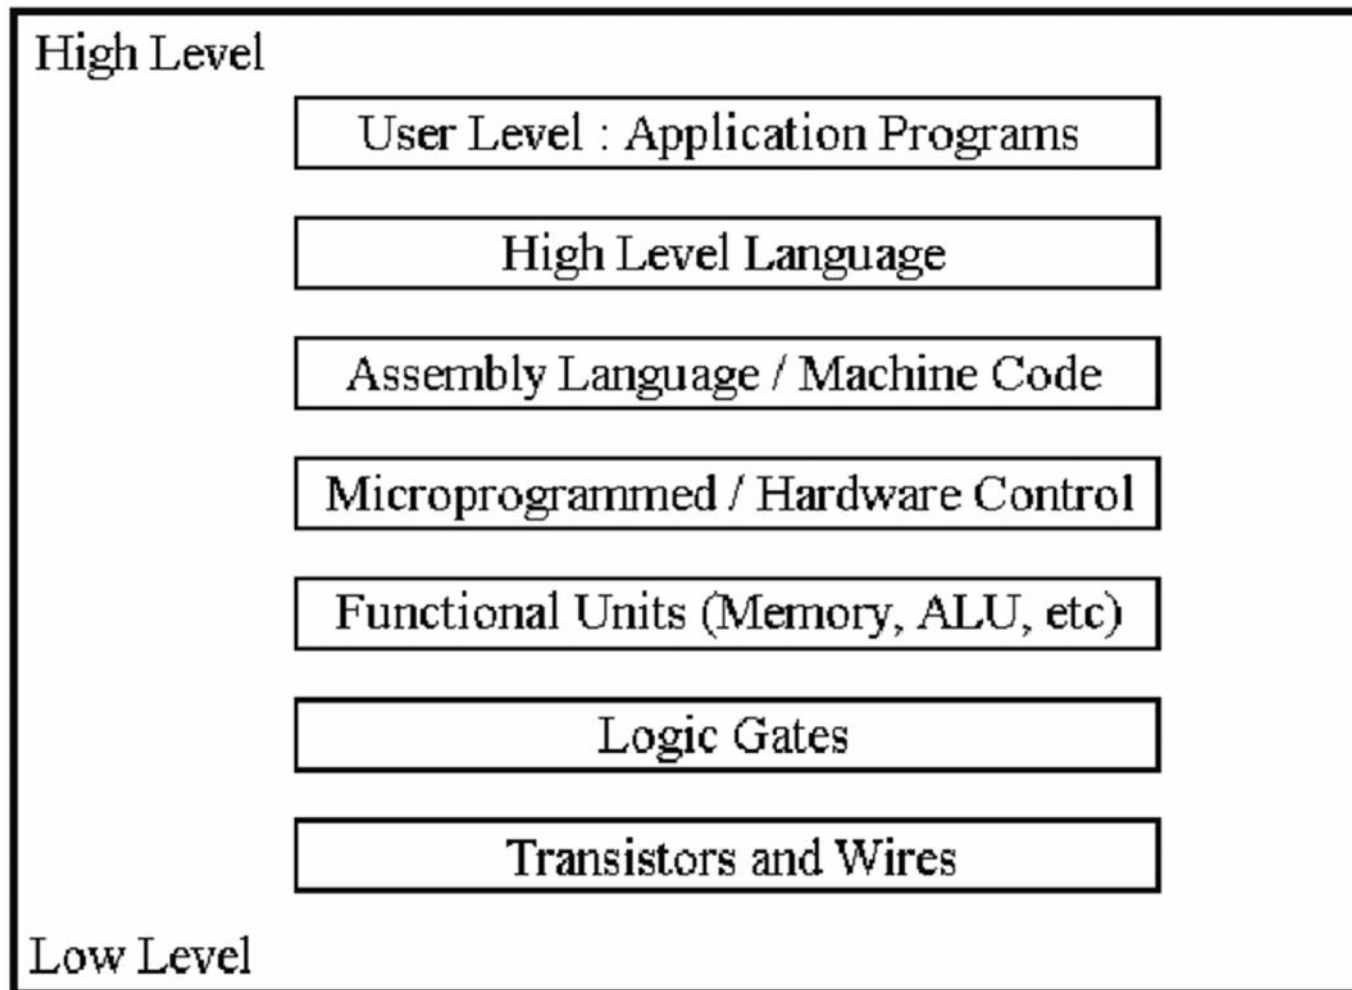 High Level
User Level : Application Programs
High Level Language
Assembly Language / Machine Code
Microprogrammed / Hardware Control
Functional Units (Memory, ALU, etc)
Logic Gates
Transistors and Wires
Low Level